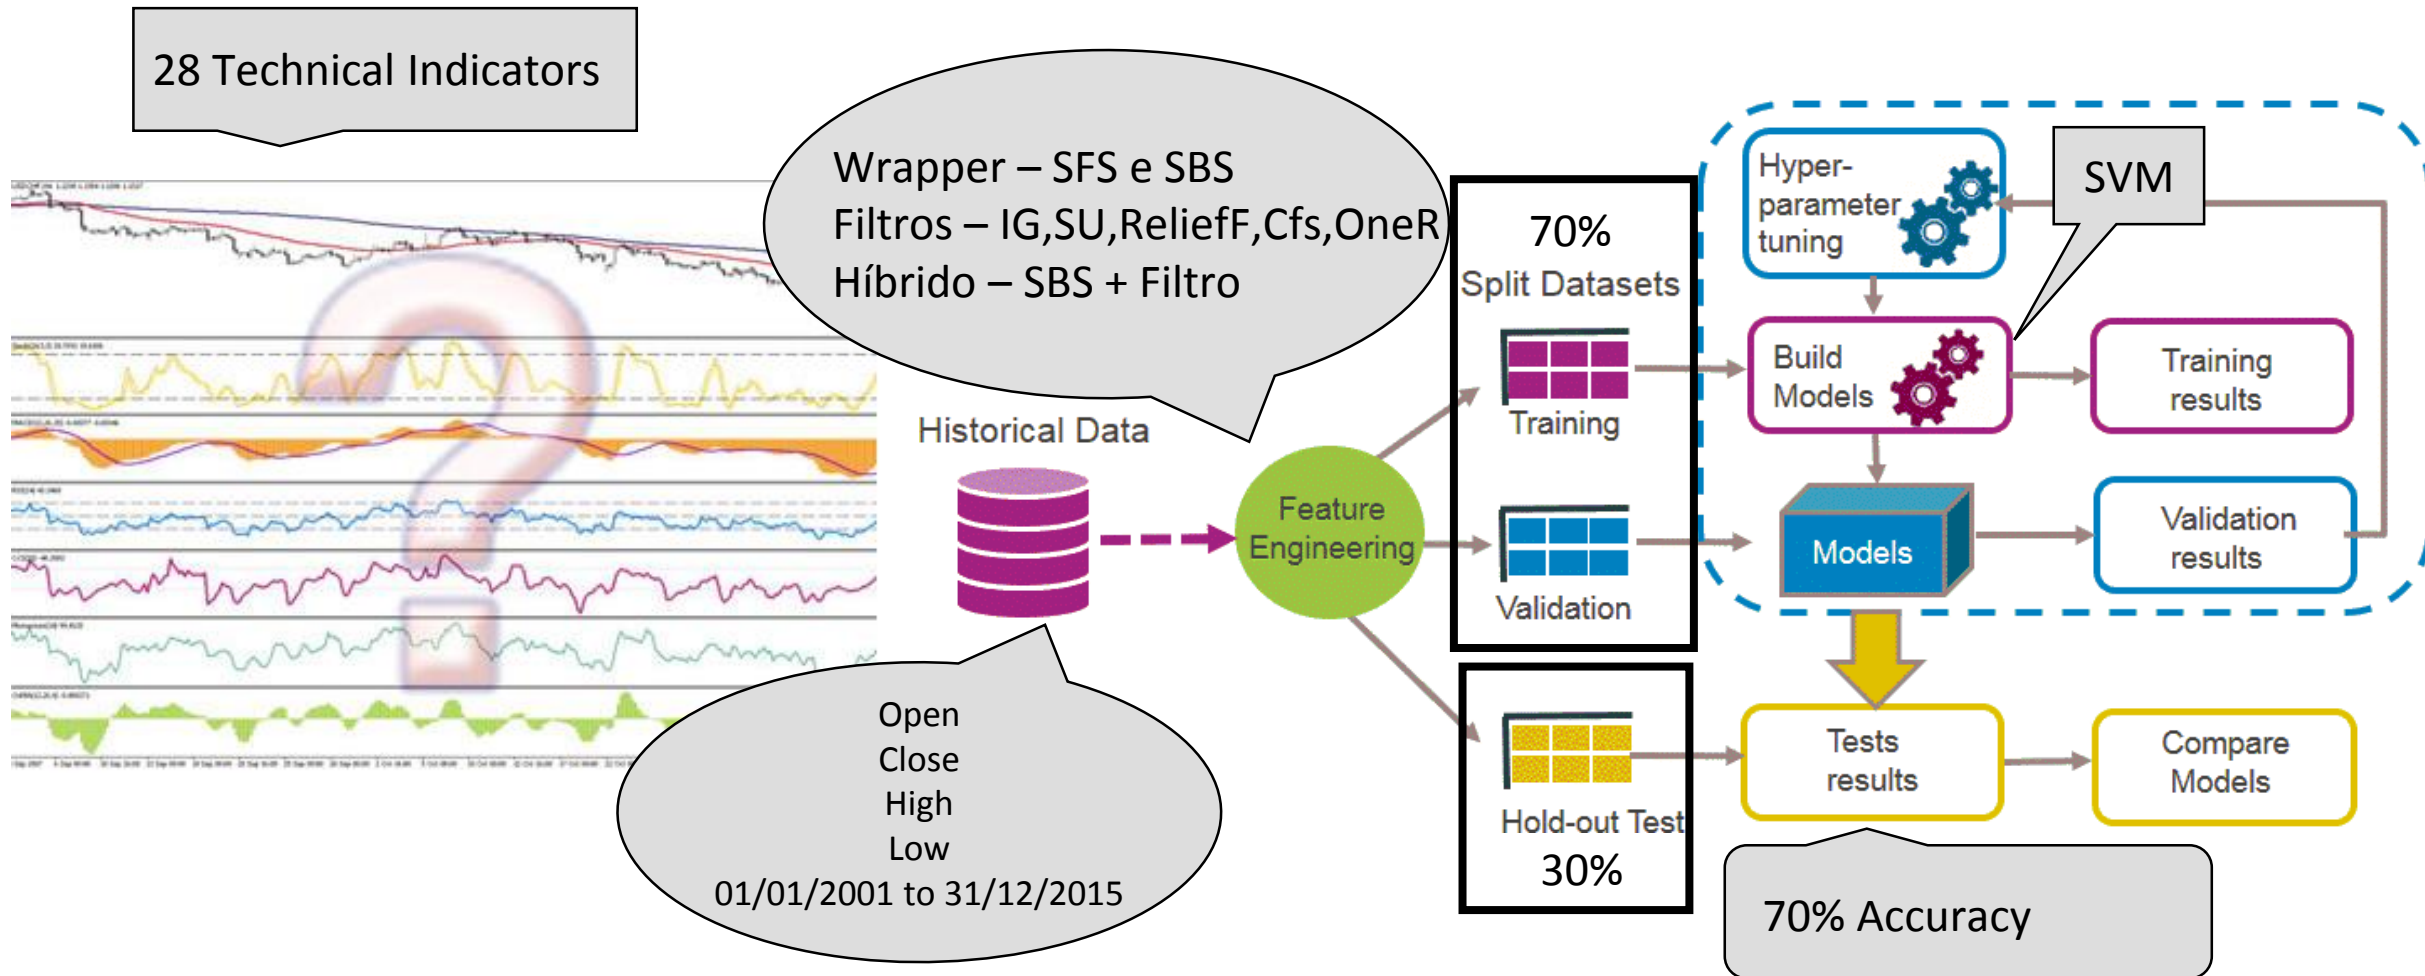 28 Technical Indicators
Wrapper – SFS e SBS
Filtros – IG,SU,ReliefF,Cfs,OneR
Híbrido – SBS + Filtro
Historical Data
Open
Close
High
Low
01/01/2001 to 31/12/2015
Feature
Engineering
70%
Split Datasets
Training
Validation
Hold-out Test
30%
Hyper-
parameter
tuning
SVM
Build
Models
Training
results
Models
Validation
results
Tests
results
Compare
Models
70% Accuracy